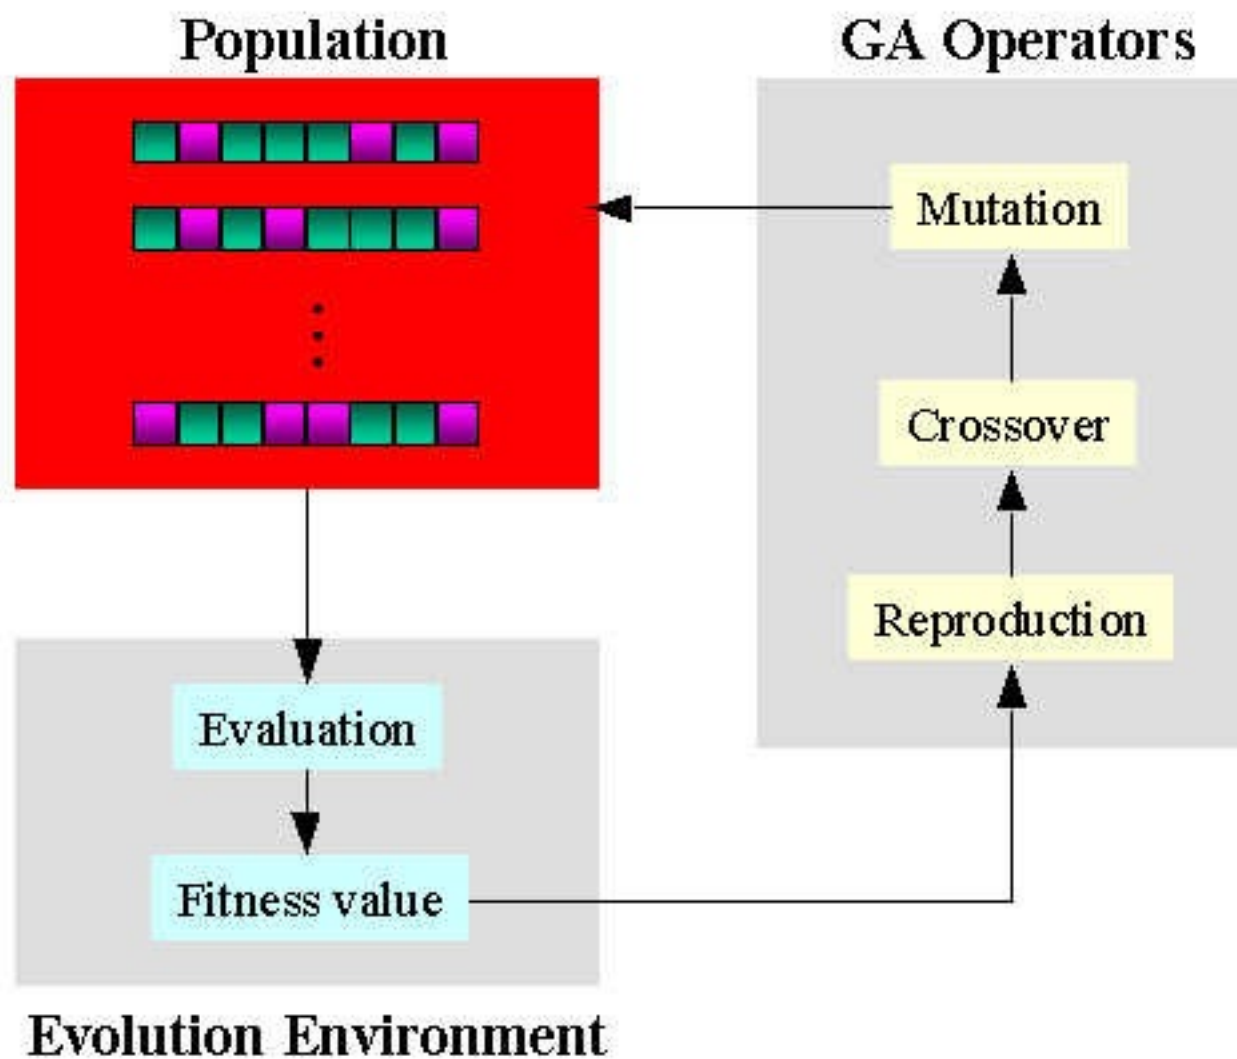 Population
GA Operators
Mutation
Crossover
Reproduction
Evaluation
Fitness value
Evolution Environment